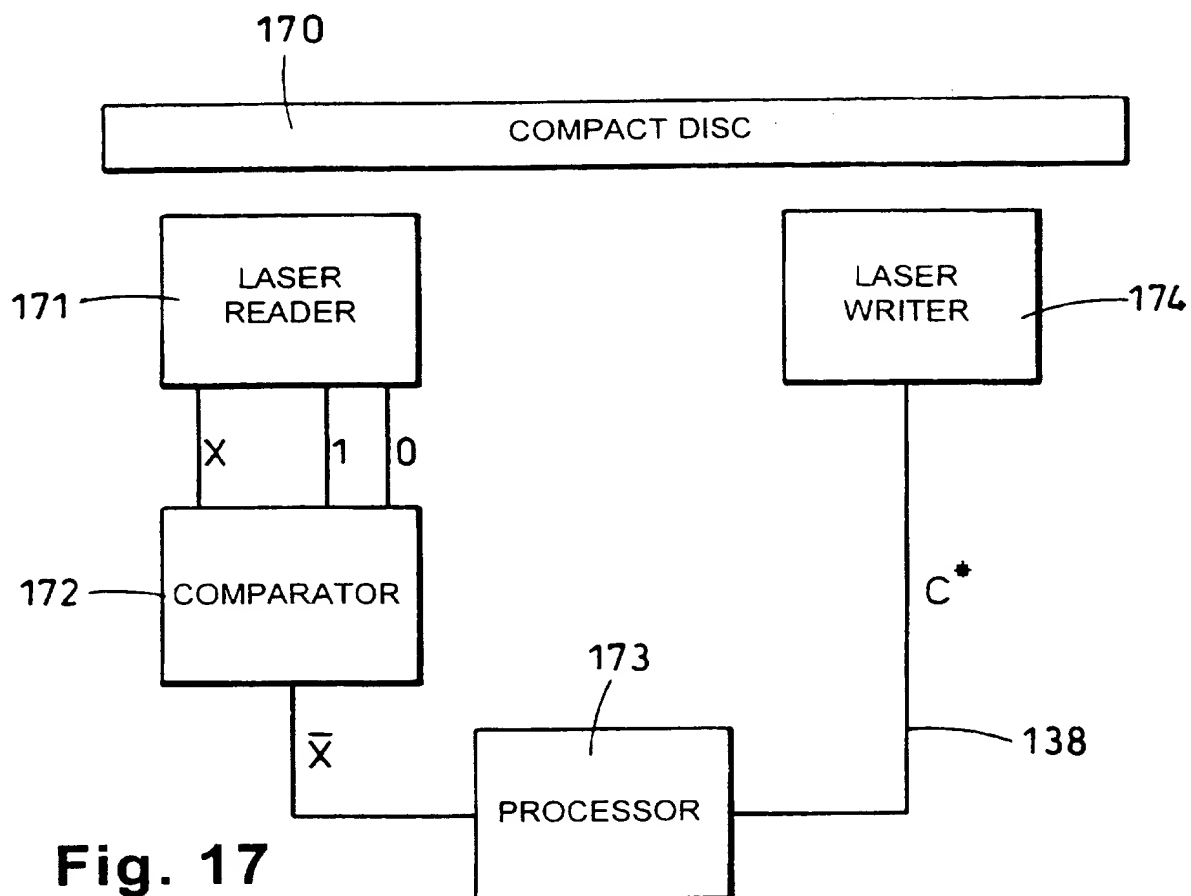 170
COMPACT DISC
LASER
READER
171
LASER
WRITER
174
X
1
0
172
COMPARATOR
C*
173
X̅
138
PROCESSOR
Fig. 17